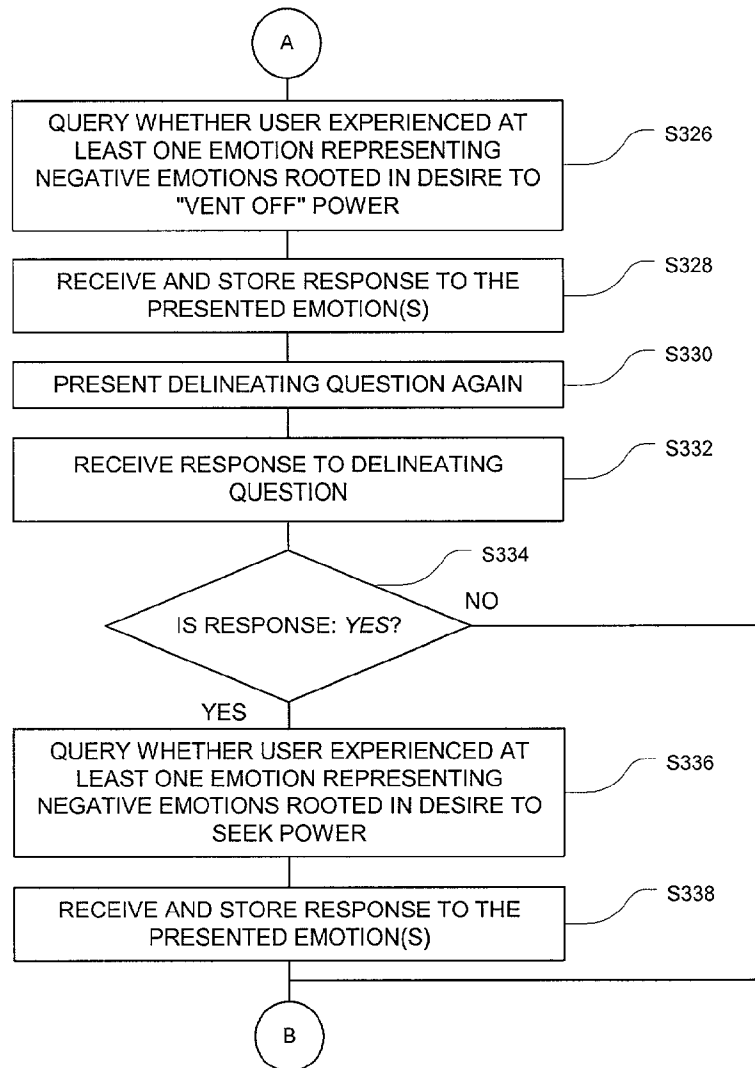 A
QUERY WHETHER USER EXPERIENCED AT
LEAST ONE EMOTION REPRESENTING
NEGATIVE EMOTIONS ROOTED IN DESIRE TO
"VENT OFF" POWER
S326
RECEIVE AND STORE RESPONSE TO THE
PRESENTED EMOTION(S)
S328
PRESENT DELINEATING QUESTION AGAIN
S330
RECEIVE RESPONSE TO DELINEATING
QUESTION
S332
S334
IS RESPONSE: YES?
NO
YES
QUERY WHETHER USER EXPERIENCED AT
LEAST ONE EMOTION REPRESENTING
NEGATIVE EMOTIONS ROOTED IN DESIRE TO
SEEK POWER
S336
RECEIVE AND STORE RESPONSE TO THE
PRESENTED EMOTION(S)
S338
B